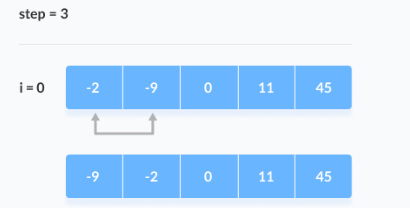 step = 3
i = 0
-2 -9 0 11 45
-9 -2 0 11 45